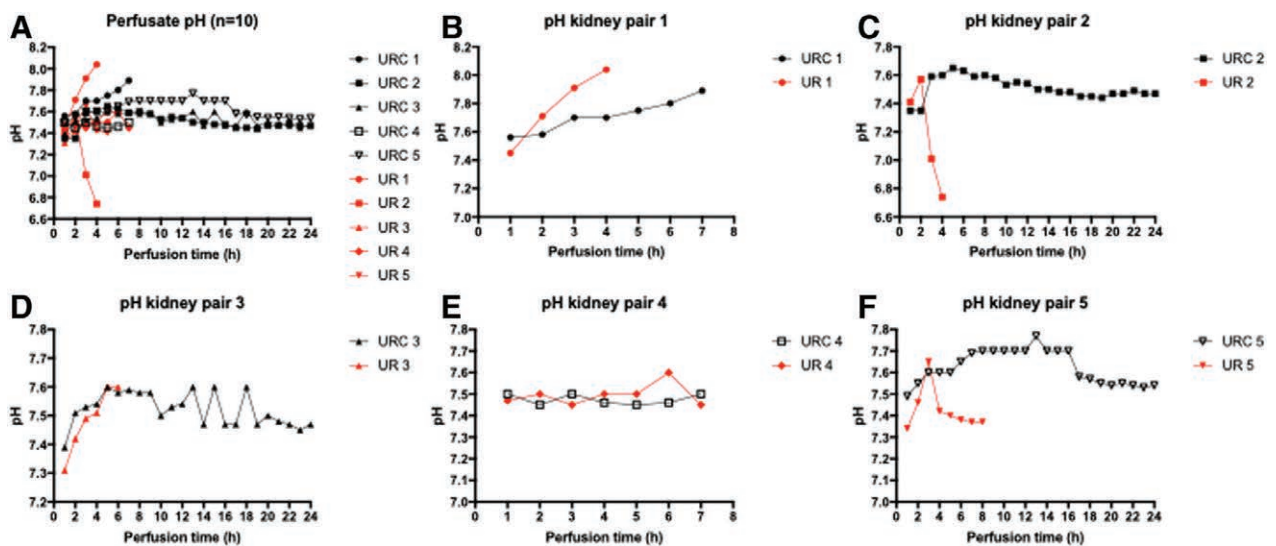 A
Perfusate pH (n=10)
8.2
8.0
7.8
7.6
7.4
7.2
7.0
6.8
6.6
pH
0 2 4 6 8 10 12 14 16 18 20 22 24
Perfusion time (h)
URC 1
URC 2
URC 3
URC 4
URC 5
UR 1
UR 2
UR 3
UR 4
UR 5
B
pH kidney pair 1
8.2
8.0
7.8
7.6
7.4
7.2
7.0
pH
0 1 2 3 4 5 6 7 8
Perfusion time (h)
URC 1
UR 1
C
pH kidney pair 2
7.8
7.6
7.4
7.2
7.0
6.8
6.6
pH
0 2 4 6 8 10 12 14 16 18 20 22 24
Perfusion time (h)
URC 2
UR 2
D
pH kidney pair 3
7.8
7.7
7.6
7.5
7.4
7.3
7.2
pH
0 2 4 6 8 10 12 14 16 18 20 22 24
Perfusion time (h)
URC 3
UR 3
E
pH kidney pair 4
7.8
7.7
7.6
7.5
7.4
7.3
7.2
7.1
7.0
pH
0 1 2 3 4 5 6 7 8
Perfusion time (h)
URC 4
UR 4
F
pH kidney pair 5
7.8
7.7
7.6
7.5
7.4
7.3
7.2
7.1
7.0
pH
0 2 4 6 8 10 12 14 16 18 20 22 24
Perfusion time (h)
URC 5
UR 5